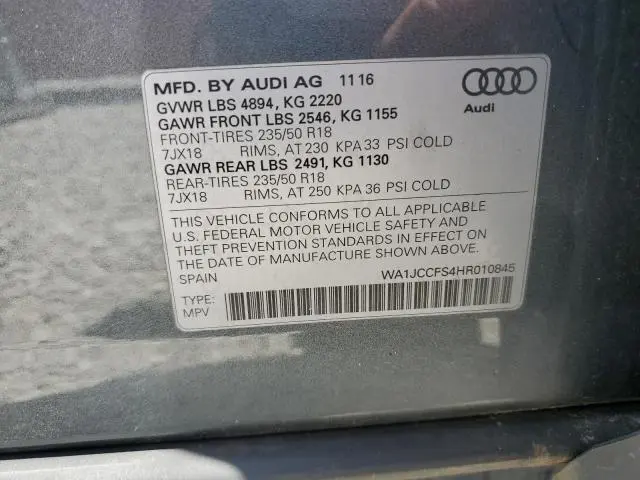 MFD. BY AUDI AG 1116
GVWR LBS 4894, KG 2220
GAWR FRONT LBS 2546, KG 1155
FRONT-TIRES 235/50 R18
7JX18 RIMS, AT 230 KPA 33 PSI COLD
GAWR REAR LBS 2491, KG 1130
REAR-TIRES 235/50 R18
7JX18 RIMS, AT 250 KPA 36 PSI COLD
Audi
THIS VEHICLE CONFORMS TO ALL APPLICABLE
U.S. FEDERAL MOTOR VEHICLE SAFETY AND
THEFT PREVENTION STANDARDS IN EFFECT ON
THE DATE OF MANUFACTURE SHOWN ABOVE.
SPAIN WA1JCCFS4HR010845
TYPE:
MPV